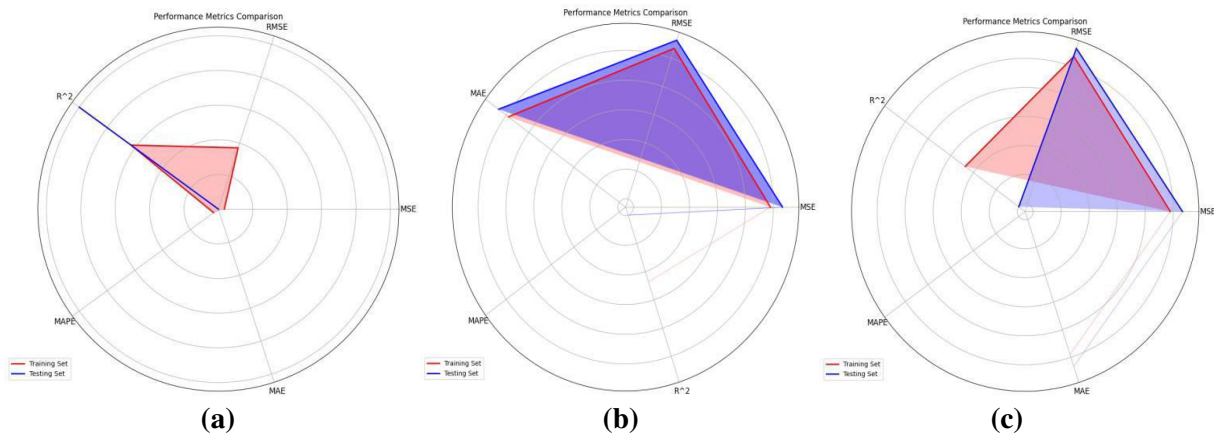 Performance Metrics Comparison
RMSE
R^2
MSE
MAPE
MAE
Training Set
Testing Set
(a)
Performance Metrics Comparison
RMSE
MAE
MSE
MAPE
R^2
Training Set
Testing Set
(b)
Performance Metrics Comparison
RMSE
R^2
MSE
MAPE
MAE
Training Set
Testing Set
(c)